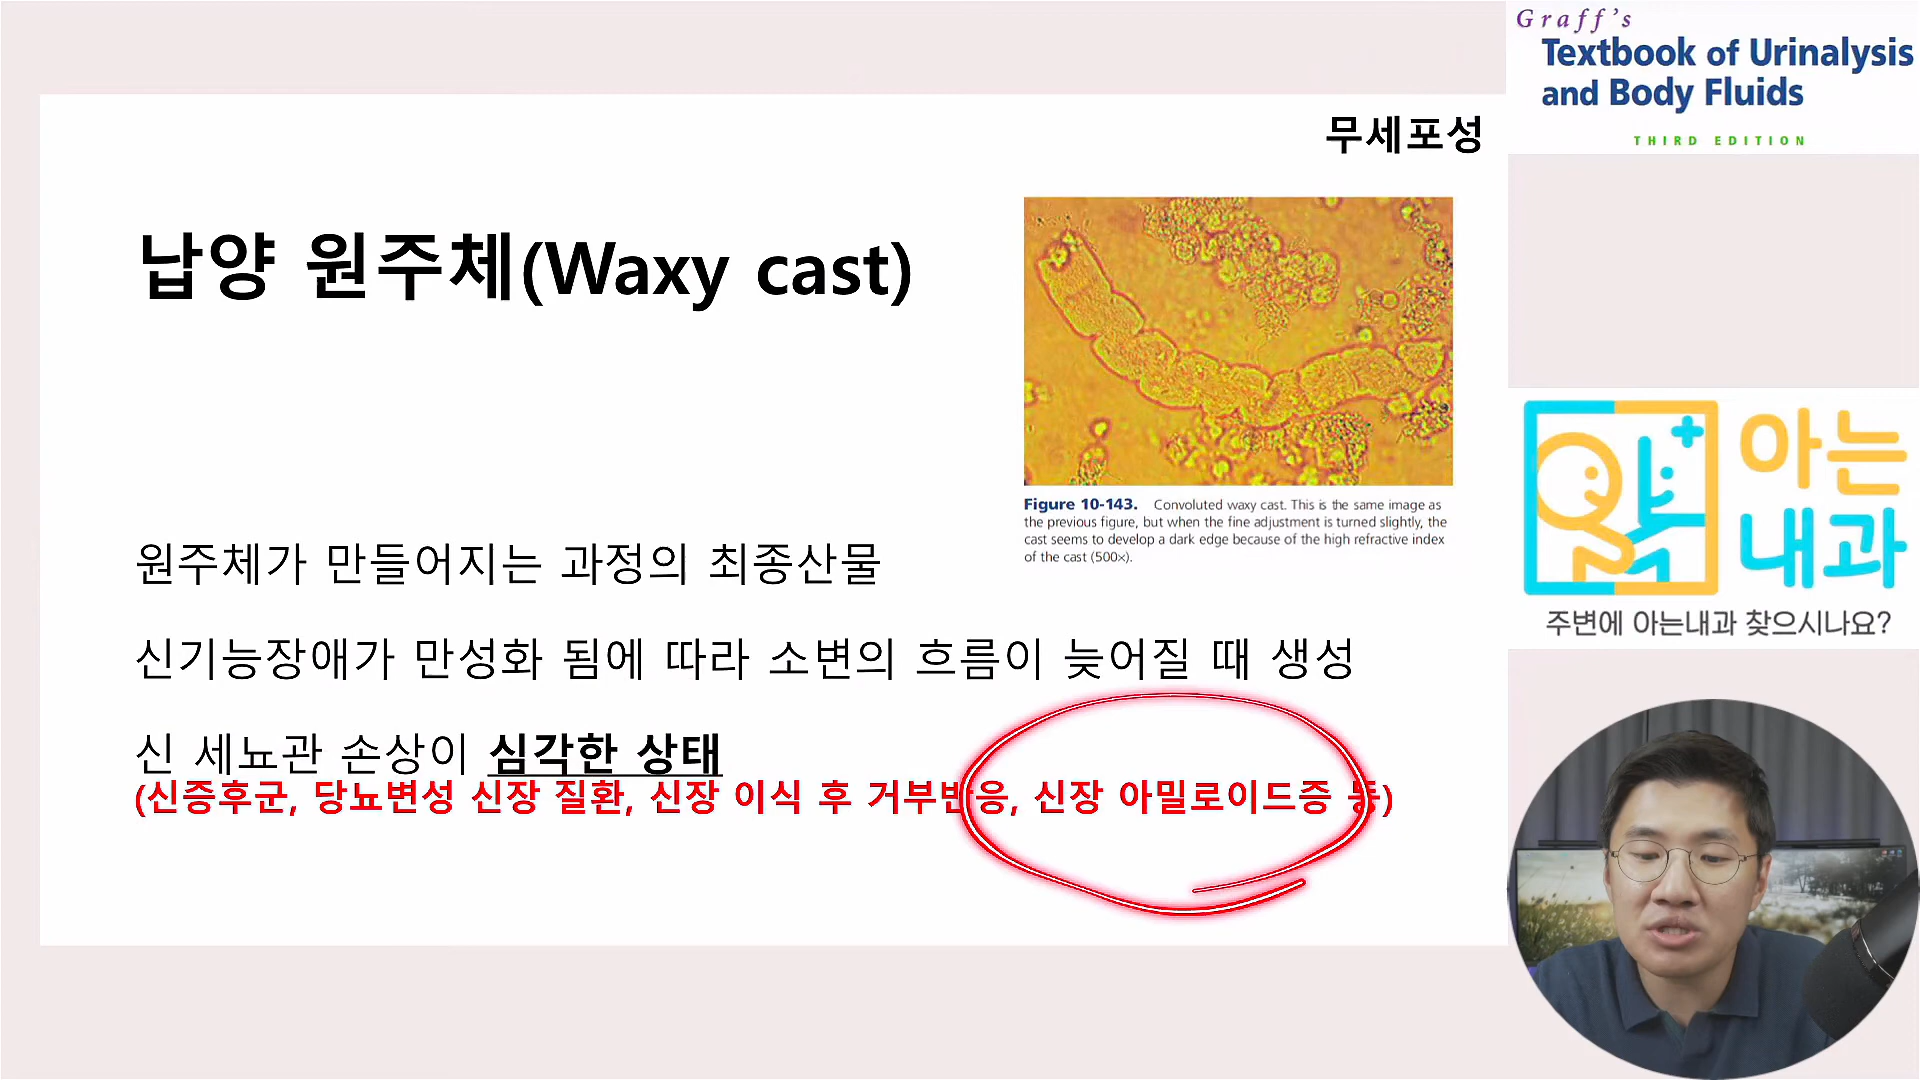 Graff's
Textbook of Urinalysis
and Body Fluids
THIRD EDITION
무세포성
납양 원주체(Waxy cast)
Figure 10-143. Convoluted waxy cast. This is the same image as
the previous figure, but when the fine adjustment is turned slightly, the
cast seems to develop a dark edge because of the high refractive index
of the cast (500×).
원주체가 만들어지는 과정의 최종산물
신기능장애가 만성화 됨에 따라 소변의 흐름이 늦어질 때 생성
신 세뇨관 손상이 심각한 상태
(신증후군, 당뇨변성 신장 질환, 신장 이식 후 거부반응, 신장 아밀로이드증 등)
아는
내과
주변에 아는내과 찾으시나요?